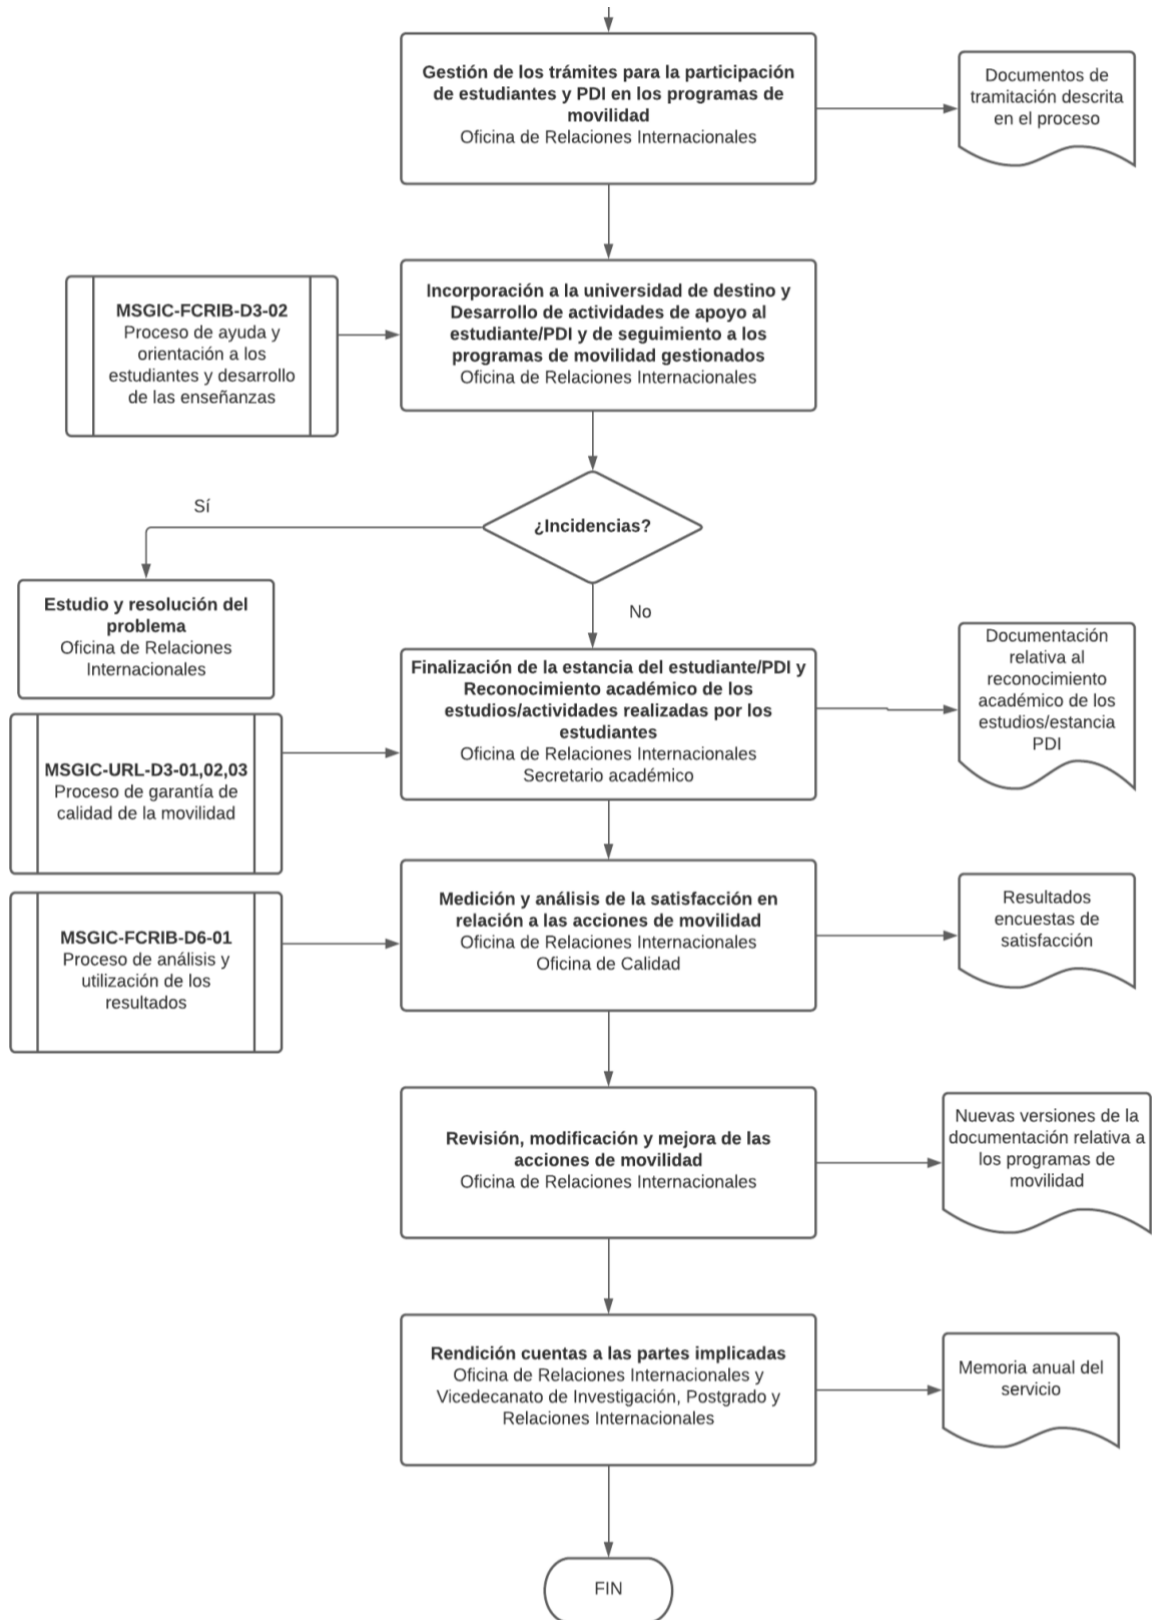 Gestión de los trámites para la participación
de estudiantes y PDI en los programas de
movilidad
Oficina de Relaciones Internacionales
Documentos de
tramitación descrita
en el proceso
MSGIC-FCRIB-D3-02
Proceso de ayuda y
orientación a los
estudiantes y desarrollo
de las enseñanzas
Incorporación a la universidad de destino y
Desarrollo de actividades de apoyo al
estudiante/PDI y de seguimiento a los
programas de movilidad gestionados
Oficina de Relaciones Internacionales
¿Incidencias?
Sí
No
Estudio y resolución del
problema
Oficina de Relaciones
Internacionales
Finalización de la estancia del estudiante/PDI y
Reconocimiento académico de los
estudios/actividades realizadas por los
estudiantes
Oficina de Relaciones Internacionales
Secretario académico
Documentación
relativa al
reconocimiento
académico de los
estudios/estancia
PDI
MSGIC-URL-D3-01,02,03
Proceso de garantía de
calidad de la movilidad
MSGIC-FCRIB-D6-01
Proceso de análisis y
utilización de los
resultados
Medición y análisis de la satisfacción en
relación a las acciones de movilidad
Oficina de Relaciones Internacionales
Oficina de Calidad
Resultados
encuestas de
satisfacción
Revisión, modificación y mejora de las
acciones de movilidad
Oficina de Relaciones Internacionales
Nuevas versiones de la
documentación relativa a
los programas de
movilidad
Rendición cuentas a las partes implicadas
Oficina de Relaciones Internacionales y
Vicedecanato de Investigación, Postgrado y
Relaciones Internacionales
Memoria anual del
servicio
FIN